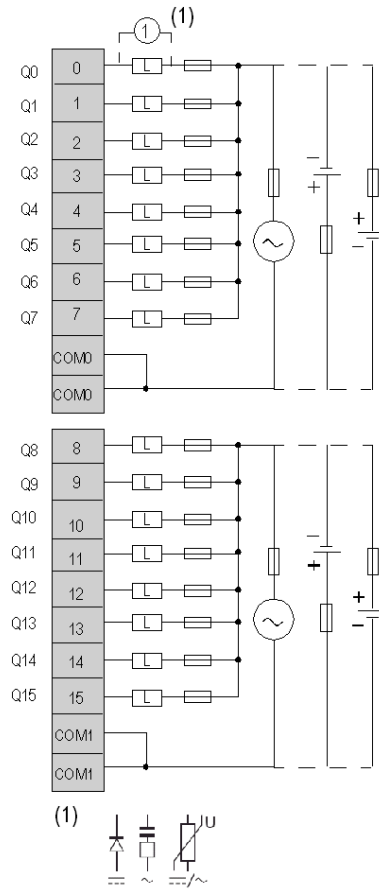 1 (1)
Q0 0 L
Q1 1 L
Q2 2 L
Q3 3 L
Q4 4 L
Q5 5 L
Q6 6 L
Q7 7 L
COM0
COM0
− + ~ + −
Q8 8 L
Q9 9 L
Q10 10 L
Q11 11 L
Q12 12 L
Q13 13 L
Q14 14 L
Q15 15 L
COM1
COM1
− + ~ + −
(1)
U
~ /~